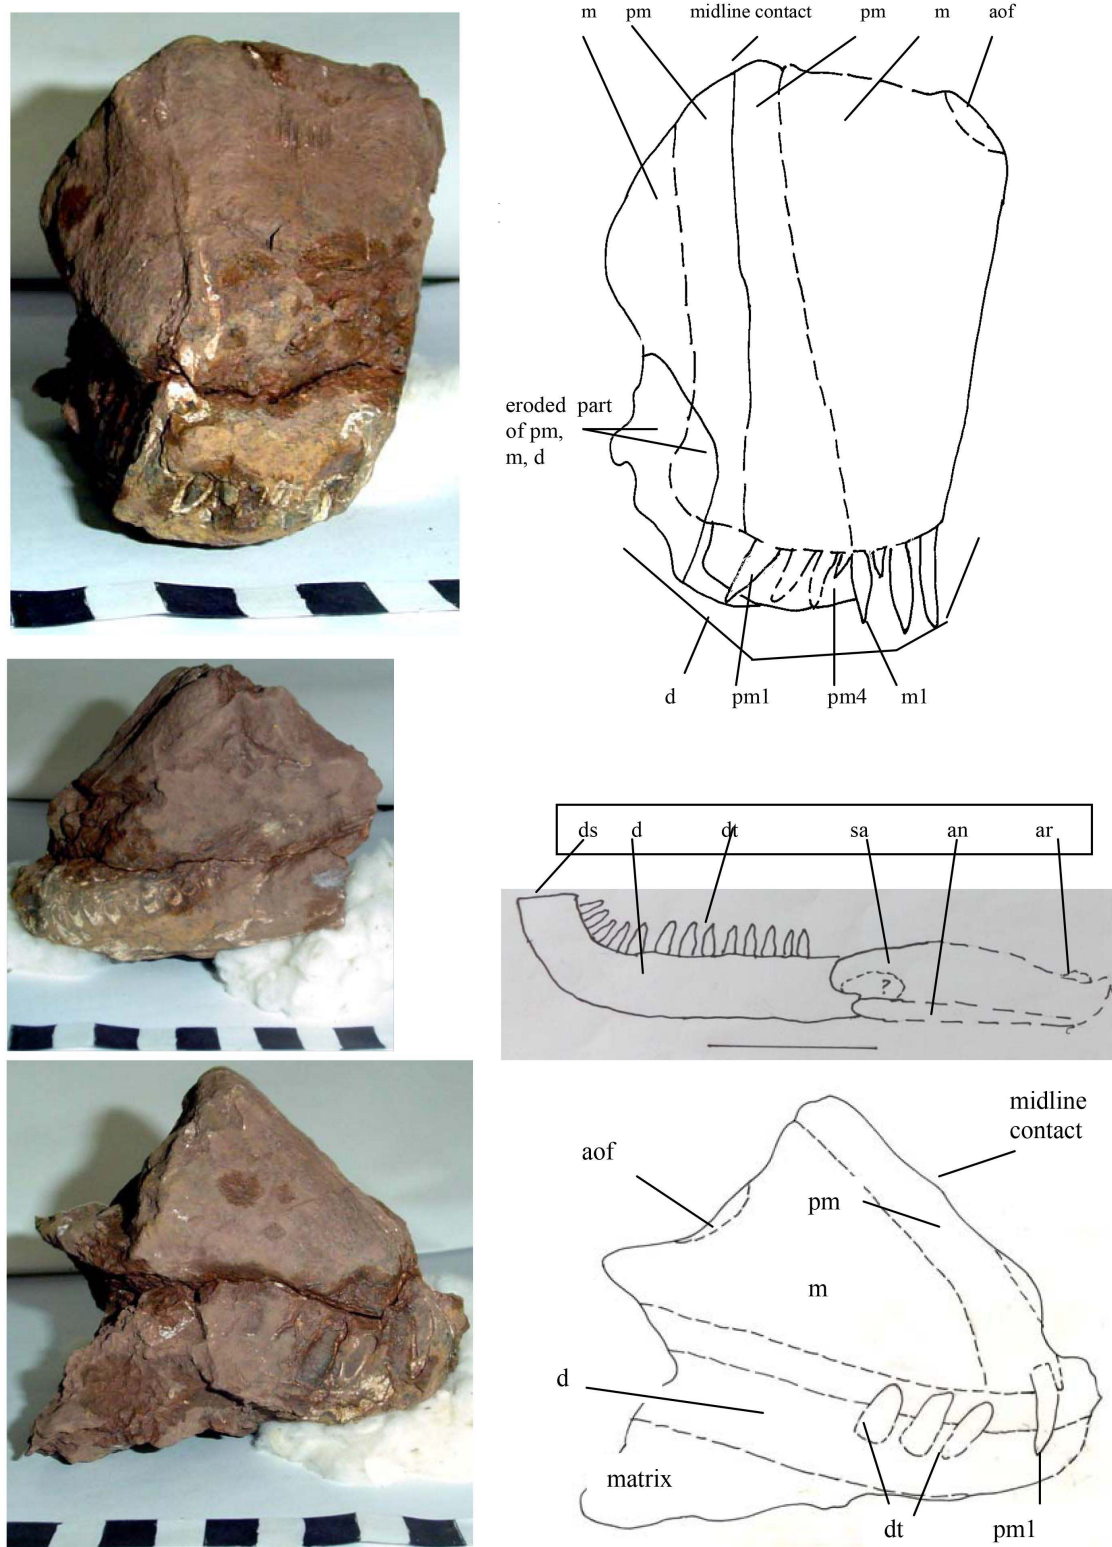 m pm midline contact pm m aof
eroded part
of pm,
m, d
d pm1 pm4 m1
ds d dt sa an ar
?
midline
contact
aof
pm
m
d
matrix
dt pm1